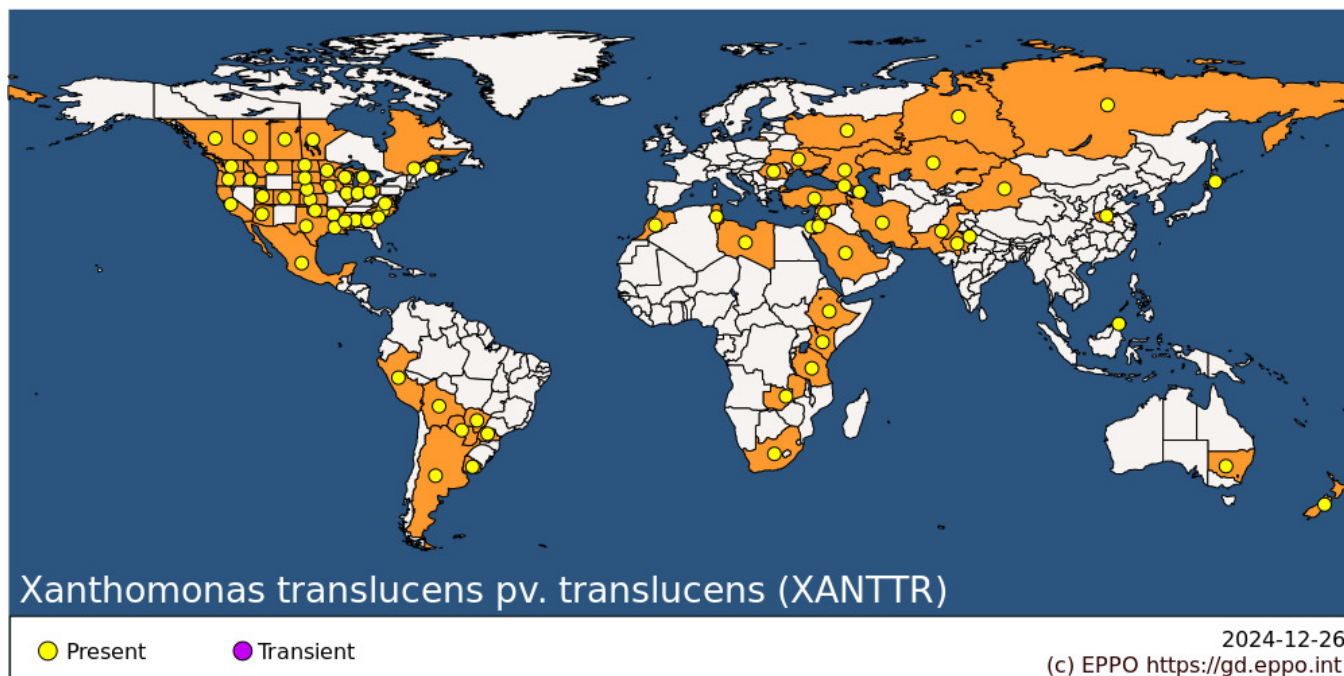 Xanthomonas translucens pv. translucens (XANTTR)
Present
Transient
2024-12-26
(c) EPPO https://gd.eppo.int